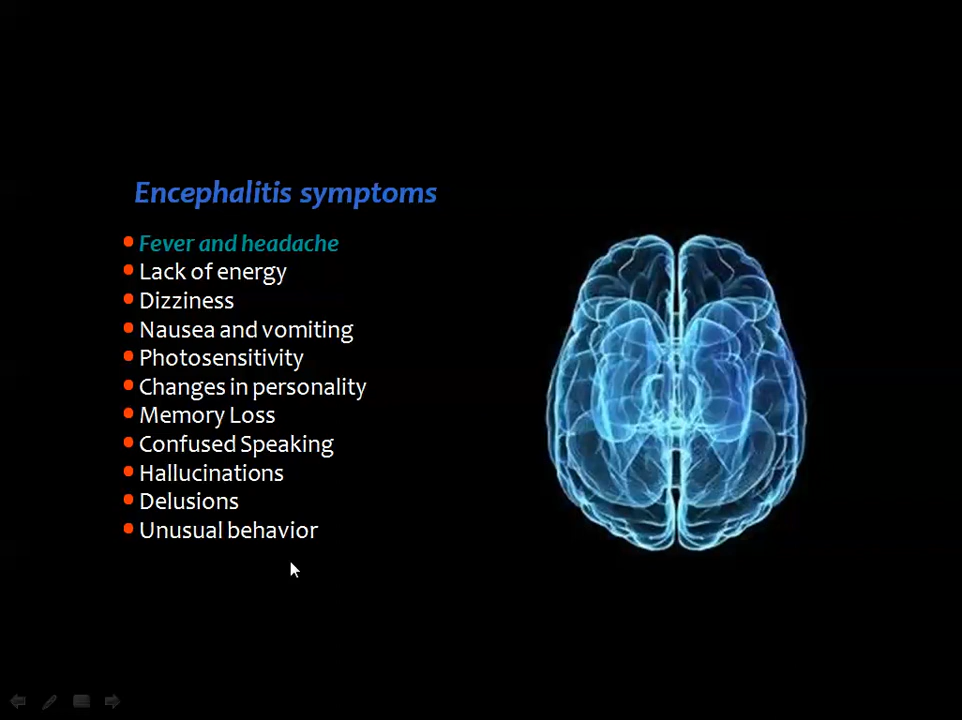 Encephalitis symptoms
Fever and headache
Lack of energy
Dizziness
Nausea and vomiting
Photosensitivity
Changes in personality
Memory Loss
Confused Speaking
Hallucinations
Delusions
Unusual behavior